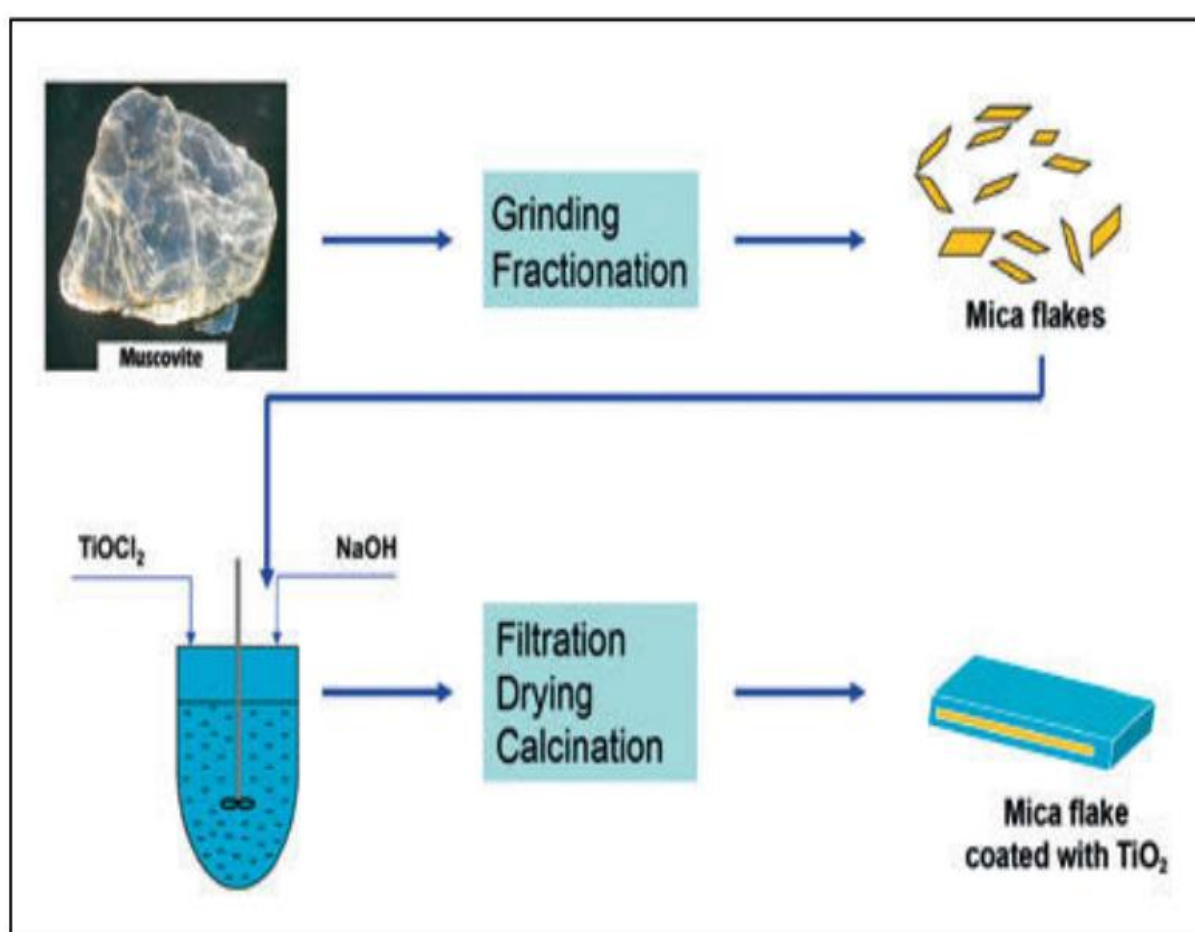 Muscovite
Grinding
Fractionation
Mica flakes
TiOCl₂
NaOH
Filtration
Drying
Calcination
Mica flake
coated with TiO₂